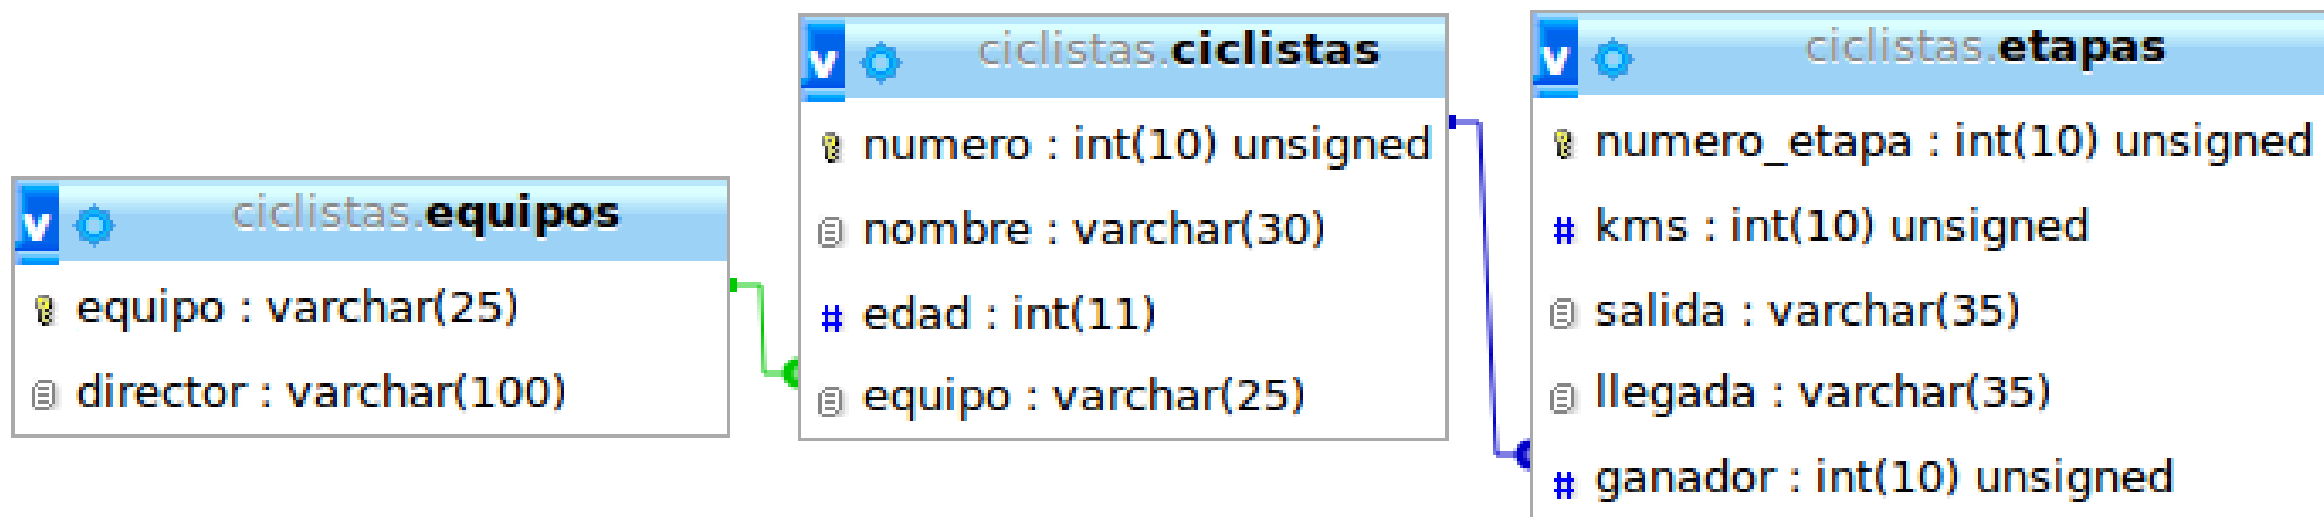 ciclistas.equipos
equipo : varchar(25)
director : varchar(100)
ciclistas.ciclistas
numero : int(10) unsigned
nombre : varchar(30)
# edad : int(11)
equipo : varchar(25)
ciclistas.etapas
numero_etapa : int(10) unsigned
# kms : int(10) unsigned
salida : varchar(35)
llegada : varchar(35)
# ganador : int(10) unsigned